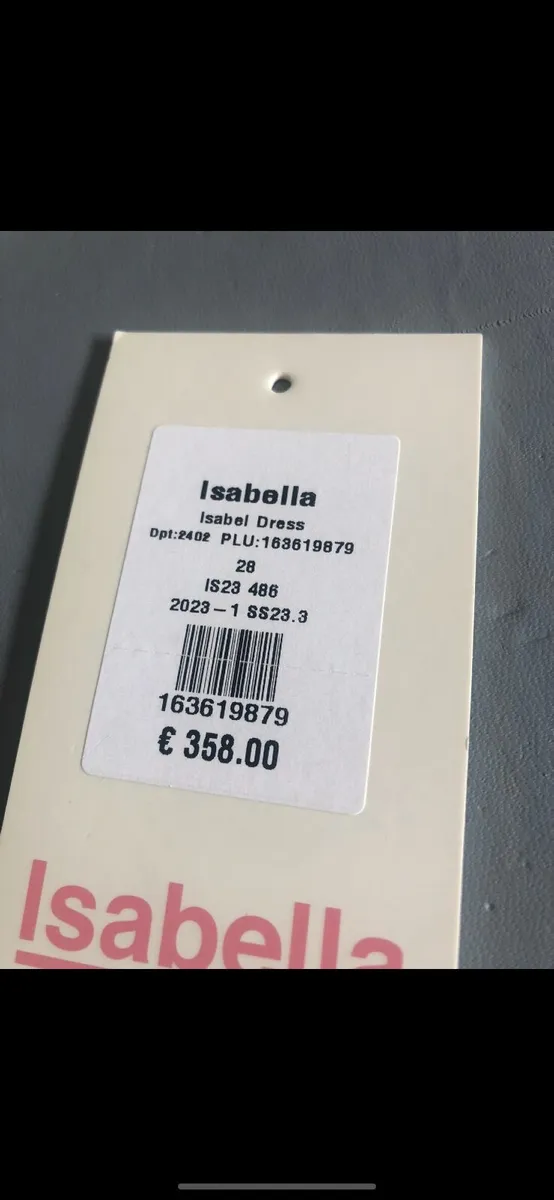 Isabella
Isabel Dress
Dpt:2402 PLU:163619879
28
IS23 486
2023-1 SS23.3
163619879
€ 358.00
Isabella